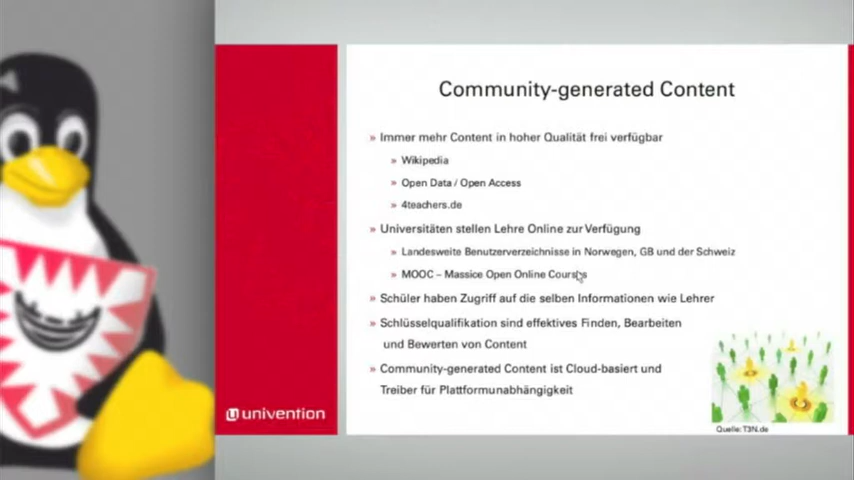 Community-generated Content
» Immer mehr Content in hoher Qualität frei verfügbar
» Wikipedia
» Open Data / Open Access
» 4teachers.de
» Universitäten stellen Lehre Online zur Verfügung
» Landesweite Benutzerverzeichnisse in Norwegen, GB und der Schweiz
» MOOC – Massice Open Online Courses
» Schüler haben Zugriff auf die selben Informationen wie Lehrer
» Schlüsselqualifikation sind effektives Finden, Bearbeiten
und Bewerten von Content
» Community-generated Content ist Cloud-basiert und
Treiber für Plattformunabhängigkeit
univention
Quelle: T3N.de